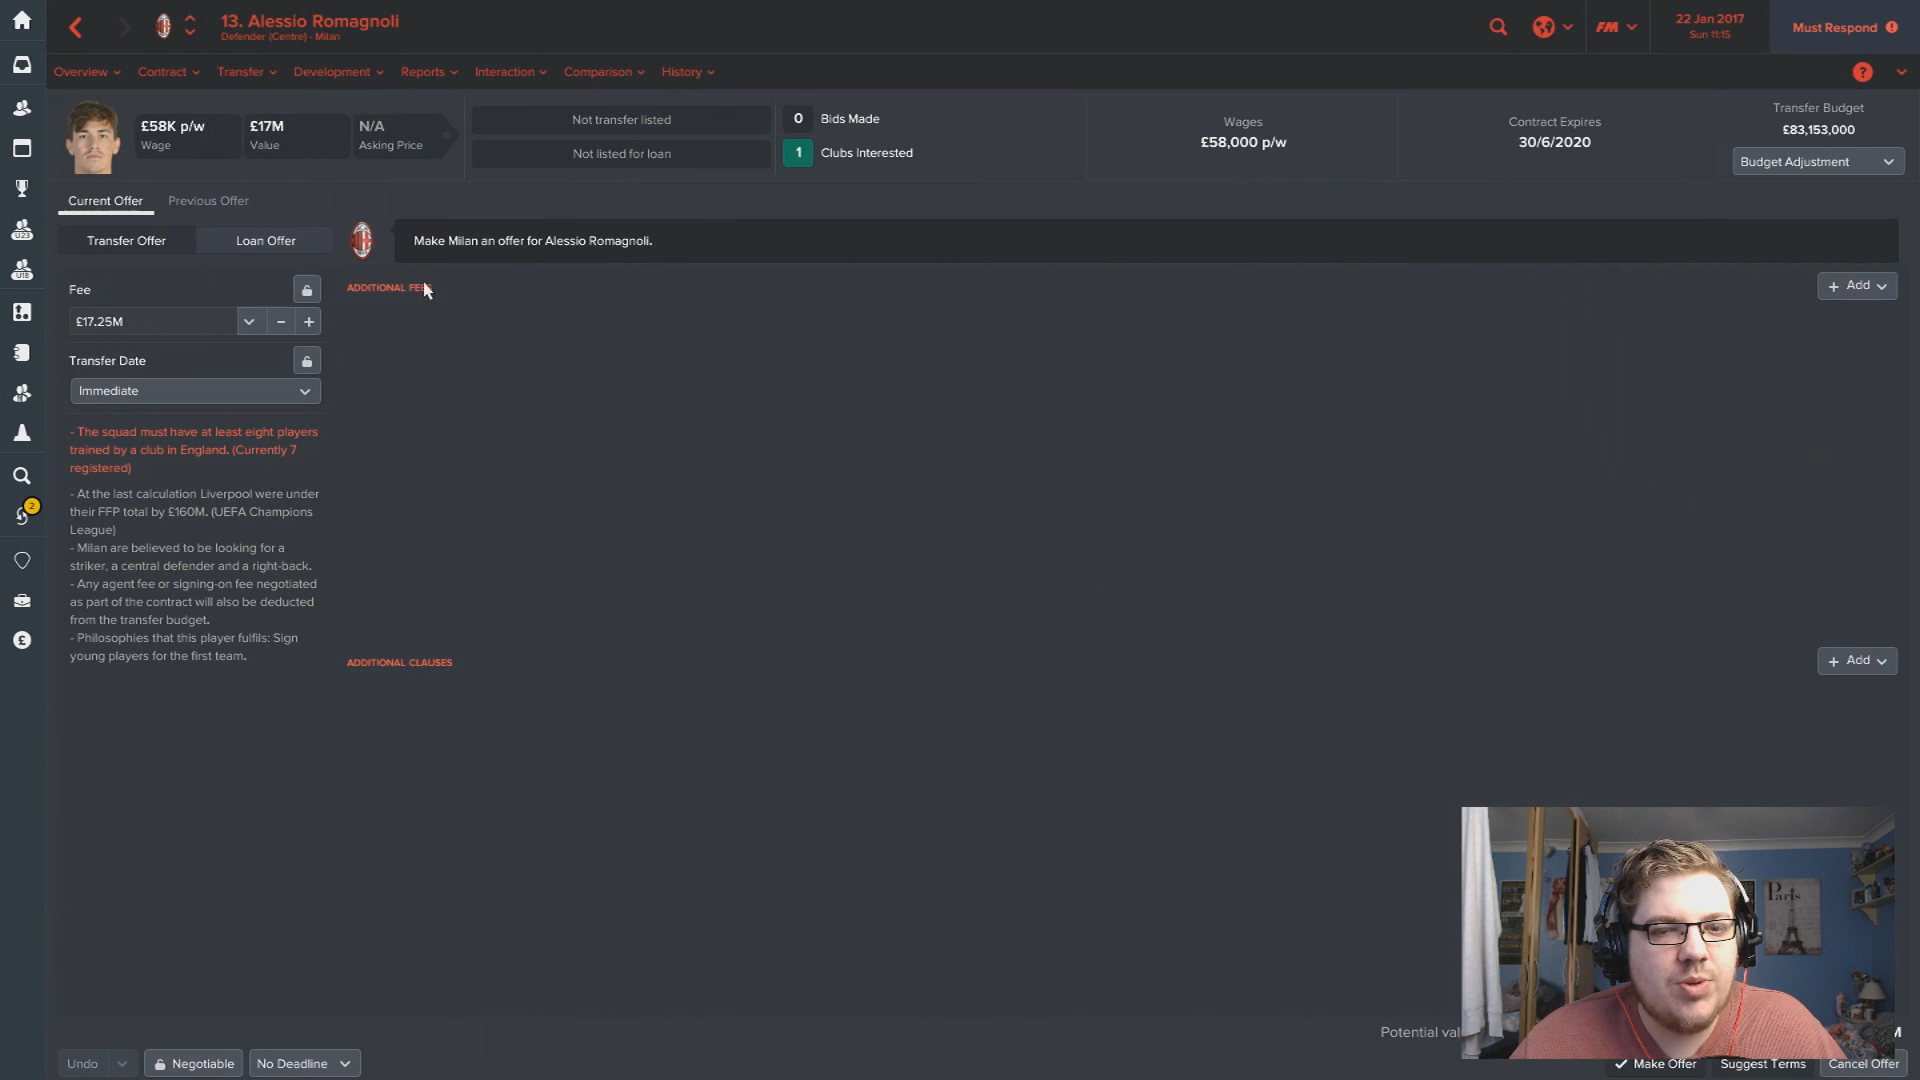 13. Alessio Romagnoli
Defender (Centre) - Milan
FM
22 Jan 2017
Sun 11:15
Must Respond
Overview
Contract
Transfer
Development
Reports
Interaction
Comparison
History
?
£58K p/w
Wage
£17M
Value
N/A
Asking Price
Not transfer listed
Not listed for loan
0 Bids Made
1 Clubs Interested
Wages
£58,000 p/w
Contract Expires
30/6/2020
Transfer Budget
£83,153,000
Budget Adjustment
Current Offer
Previous Offer
Transfer Offer
Loan Offer
Make Milan an offer for Alessio Romagnoli.
Fee
£17.25M
Transfer Date
Immediate
- The squad must have at least eight players
trained by a club in England. (Currently 7
registered)
- At the last calculation Liverpool were under
their FFP total by £160M. (UEFA Champions
League)
- Milan are believed to be looking for a
striker, a central defender and a right-back.
- Any agent fee or signing-on fee negotiated
as part of the contract will also be deducted
from the transfer budget.
- Philosophies that this player fulfils: Sign
young players for the first team.
ADDITIONAL FEES
+ Add
ADDITIONAL CLAUSES
+ Add
U23
U18
2
£
Paris
Potential val
M
Undo
Negotiable
No Deadline
Make Offer
Suggest Terms
Cancel Offer